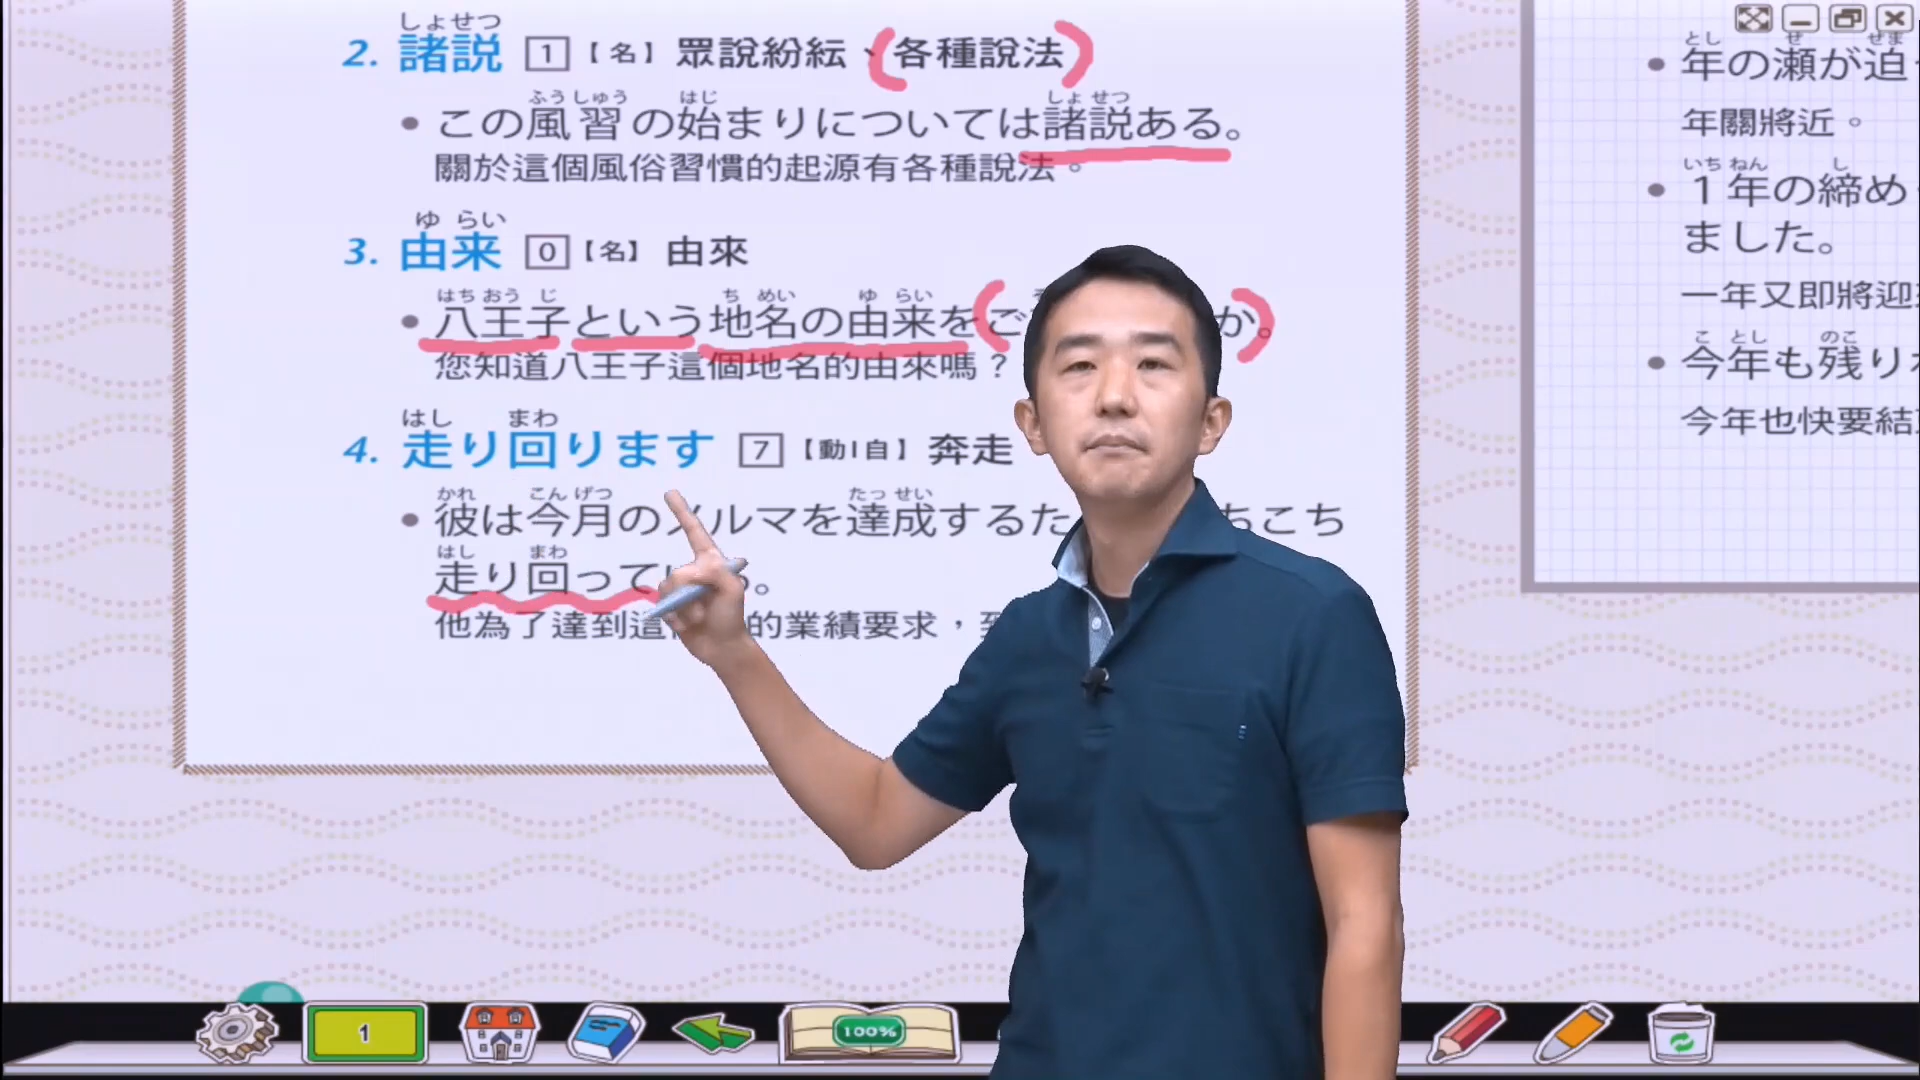 しょせつ
2. 諸説 1 【名】 眾說紛紜、(各種說法)
ふうしゅう はじ しょ せつ
• この風習の始まりについては諸説ある。
關於這個風俗習慣的起源有各種說法。
ゆ らい
3. 由来 0 【名】 由來
はち おう じ ち めい ゆ らい
• 八王子という地名の由来をご か。
您知道八王子這個地名的由來嗎？
はし まわ
4. 走り回ります 7 【動I自】 奔走
かれ こん げつ たっ せい
• 彼は今月のノルマを達成するた ちこち
はし まわ
走り回って 。
他為了達到這 的業績要求，
とし せ せま
• 年の瀬が迫
年關將近。
いち ねん し
• 1年の締め
ました。
一年又即將迎
こ とし のこ
• 今年も残り
今年也快要結
1
100%